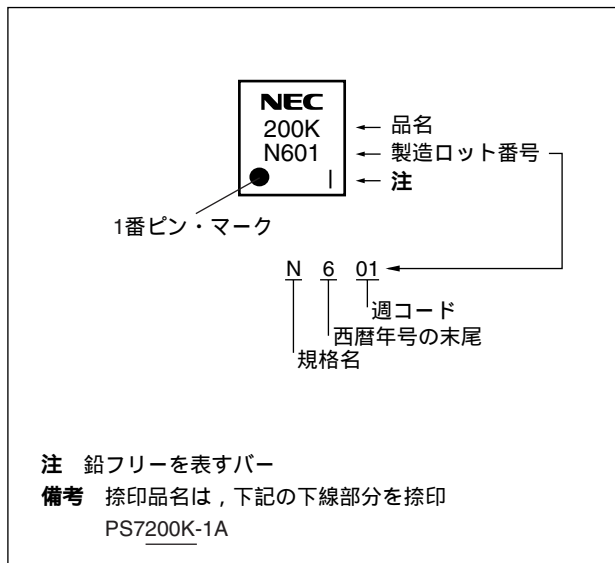 NEC
200K ← 品名
N601 ← 製造ロット番号
| ← 注
1番ピン・マーク
N 6 01
週コード
西暦年号の末尾
規格名
注 鉛フリーを表すバー
備考 捺印品名は，下記の下線部分を捺印
PS7200K-1A